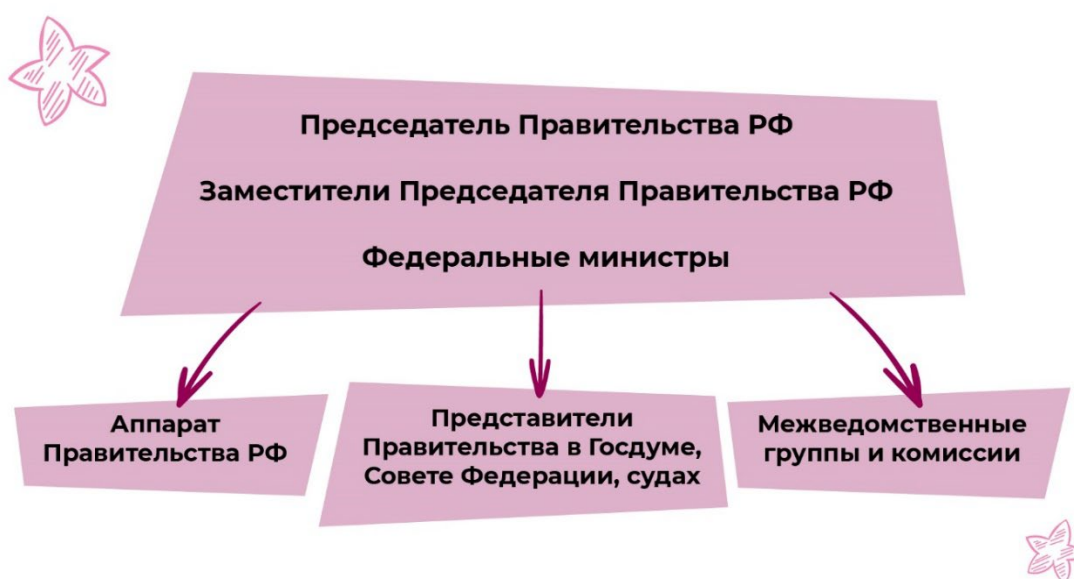 Председатель Правительства РФ
Заместители Председателя Правительства РФ
Федеральные министры
Аппарат
Правительства РФ
Представители
Правительства в Госдуме,
Совете Федерации, судах
Межведомственные
группы и комиссии